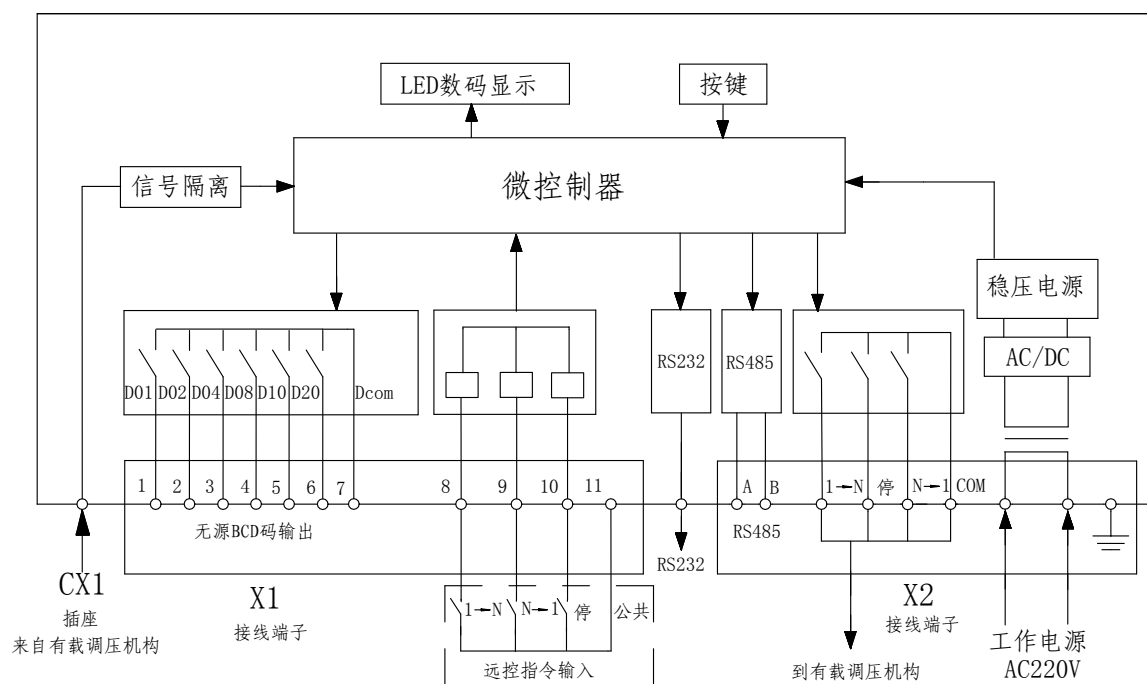 LED数码显示
按键
信号隔离
微控制器
稳压电源
AC/DC
RS232
RS485
D01
D02
D04
D08
D10
D20
Dcom
1
2
3
4
5
6
7
8
9
10
11
A
B
1→N
停
N→1
COM
无源BCD码输出
RS485
RS232
CX1
插座
来自有载调压机构
X1
接线端子
1→N
N→1
停
公共
远控指令输入
X2
接线端子
到有载调压机构
工作电源
AC220V